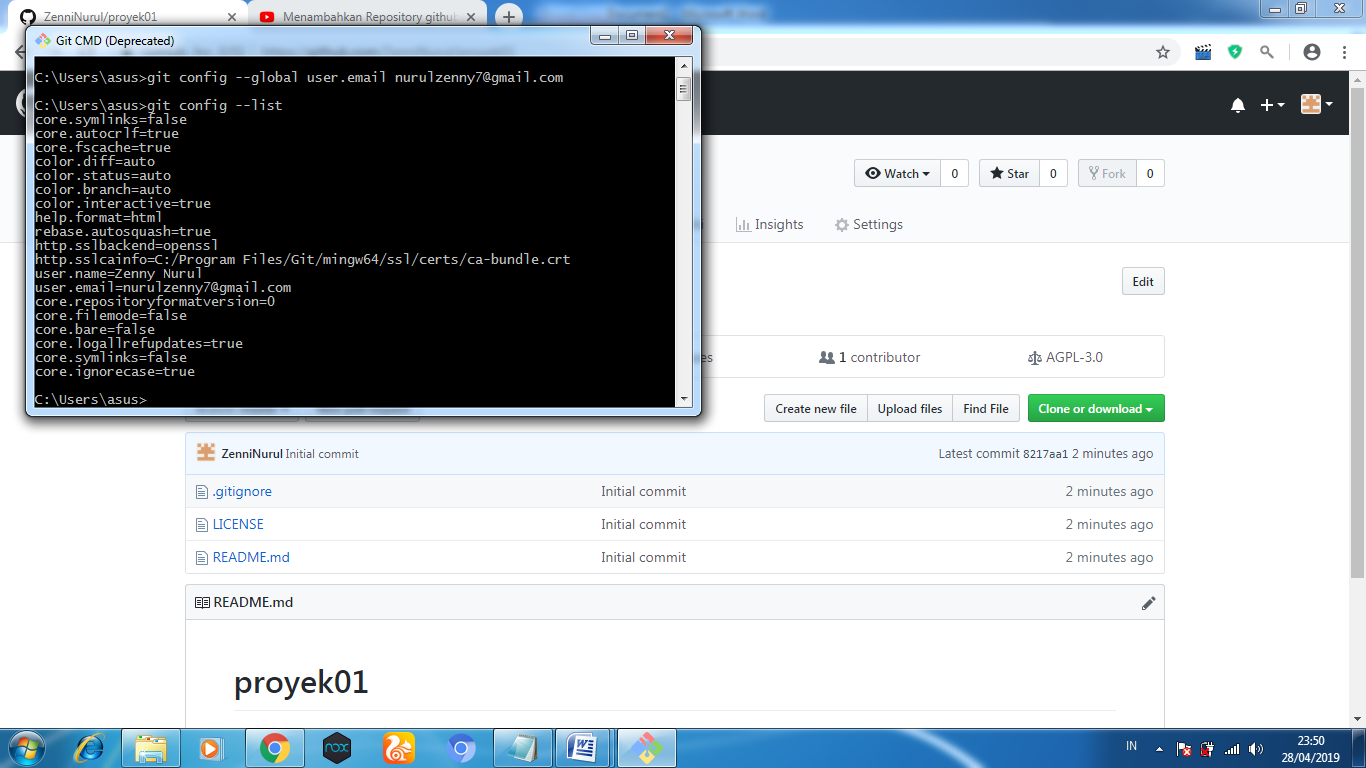 ZenniNurul/proyek01
Menambahkan Repository github
Git CMD (Deprecated)
C:\Users\asus>git config --global user.email nurulzenny7@gmail.com
C:\Users\asus>git config --list
core.symlinks=false
core.autocrlf=true
core.fscache=true
color.diff=auto
color.status=auto
color.branch=auto
color.interactive=true
help.format=html
rebase.autosquash=true
http.sslbackend=openssl
http.sslcainfo=C:/Program Files/Git/mingw64/ssl/certs/ca-bundle.crt
user.name=Zenny Nurul
user.email=nurulzenny7@gmail.com
core.repositoryformatversion=0
core.filemode=false
core.bare=false
core.logallrefupdates=true
core.symlinks=false
core.ignorecase=true
C:\Users\asus>
Watch 0 Star 0 Fork 0
Insights Settings
Edit
es 1 contributor AGPL-3.0
Create new file Upload files Find File Clone or download
ZenniNurul Initial commit Latest commit 8217aa1 2 minutes ago
.gitignore Initial commit 2 minutes ago
LICENSE Initial commit 2 minutes ago
README.md Initial commit 2 minutes ago
README.md
proyek01
nox
IN
23:50
28/04/2019